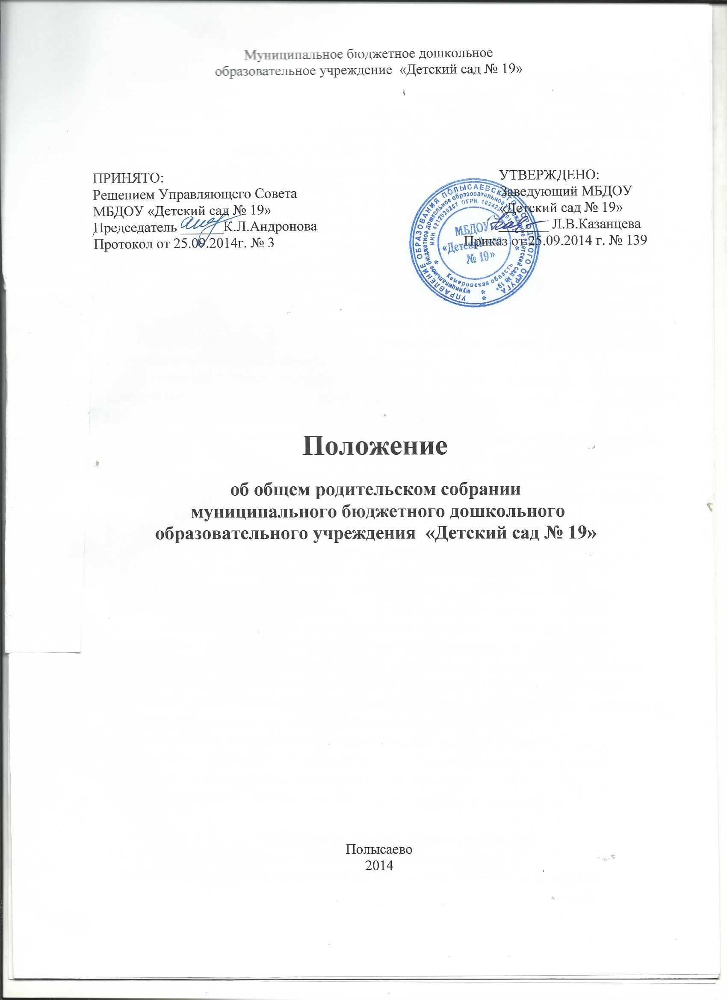 Муниципальное бюджетное дошкольное
образовательное учреждение «Детский сад № 19»
ПРИНЯТО:
Решением Управляющего Совета
МБДОУ «Детский сад № 19»
Председатель ______К.Л.Андронова
Протокол от 25.09.2014г. № 3
УТВЕРЖДЕНО:
Заведующий МБДОУ
«Детский сад № 19»
_______ Л.В.Казанцева
Приказ от 25.09.2014 г. № 139
УПРАВЛЕНИЕ ОБРАЗОВАНИЯ ПОЛЫСАЕВСКОГО ГОРОДСКОГО ОКРУГА
муниципальное бюджетное дошкольное образовательное учреждение "Детский сад № 19"
ИНН 4212020207 ОГРН
Кемеровская область
МБДОУ
«Детский сад
№ 19»
Положение
об общем родительском собрании
муниципального бюджетного дошкольного
образовательного учреждения «Детский сад № 19»
Полысаево
2014